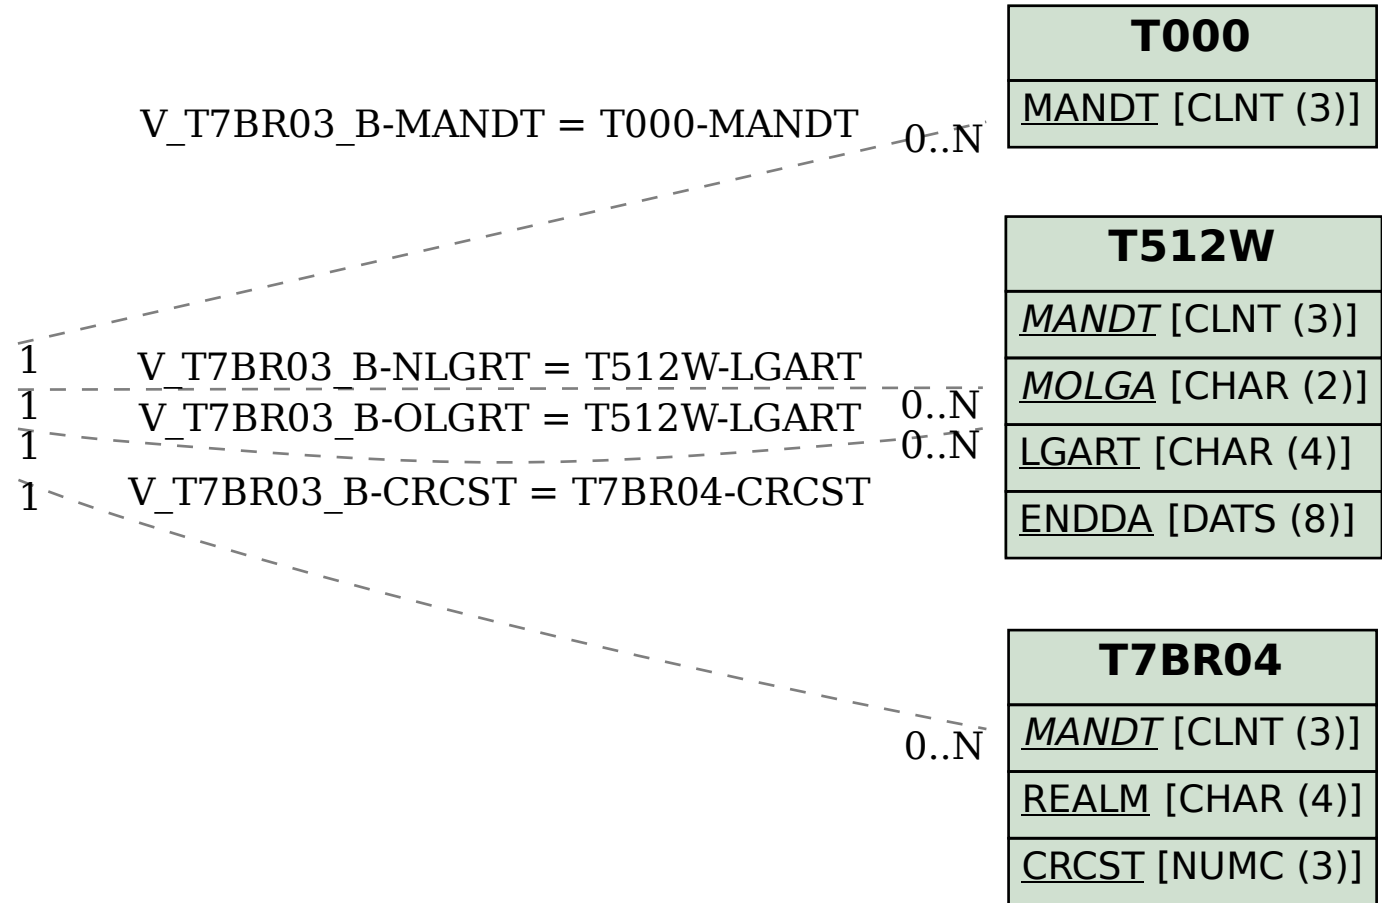 T000
MANDT [CLNT (3)]
V_T7BR03_B-MANDT = T000-MANDT
0..N
T512W
MANDT [CLNT (3)]
MOLGA [CHAR (2)]
LGART [CHAR (4)]
ENDDA [DATS (8)]
1
V_T7BR03_B-NLGRT = T512W-LGART
0..N
1
V_T7BR03_B-OLGRT = T512W-LGART
0..N
1
V_T7BR03_B-CRCST = T7BR04-CRCST
1
0..N
T7BR04
MANDT [CLNT (3)]
REALM [CHAR (4)]
CRCST [NUMC (3)]